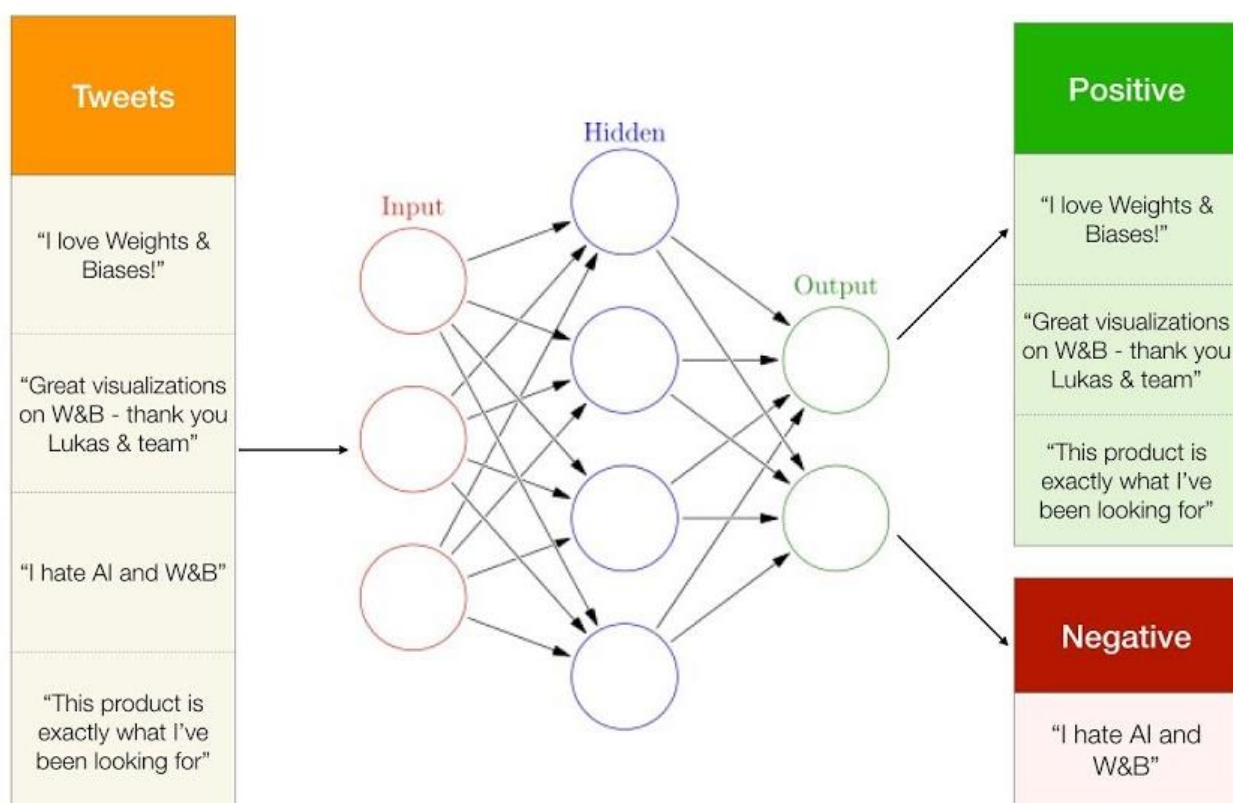 Tweets
“I love Weights &
Biases!”
“Great visualizations
on W&B - thank you
Lukas & team”
“I hate AI and W&B”
“This product is
exactly what I’ve
been looking for”
Input
Hidden
Output
Positive
“I love Weights &
Biases!”
“Great visualizations
on W&B - thank you
Lukas & team”
“This product is
exactly what I’ve
been looking for”
Negative
“I hate AI and
W&B”